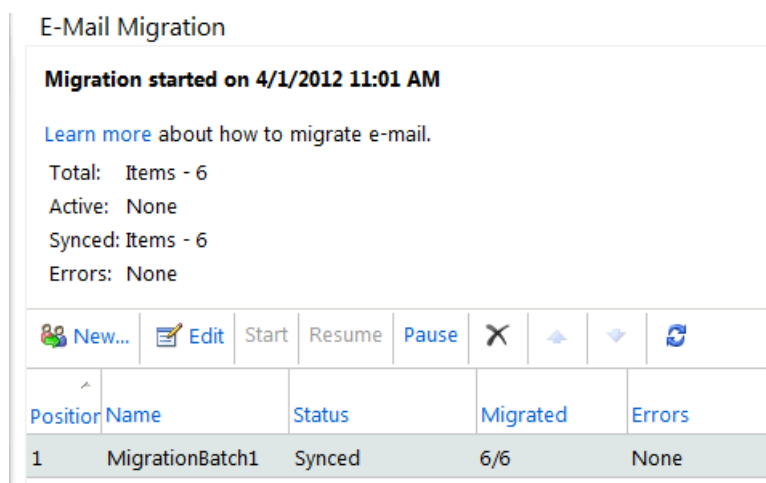 E-Mail Migration
Migration started on 4/1/2012 11:01 AM
Learn more about how to migrate e-mail.
Total: Items - 6
Active: None
Synced: Items - 6
Errors: None
New... Edit Start Resume Pause
Position Name Status Migrated Errors
1 MigrationBatch1 Synced 6/6 None